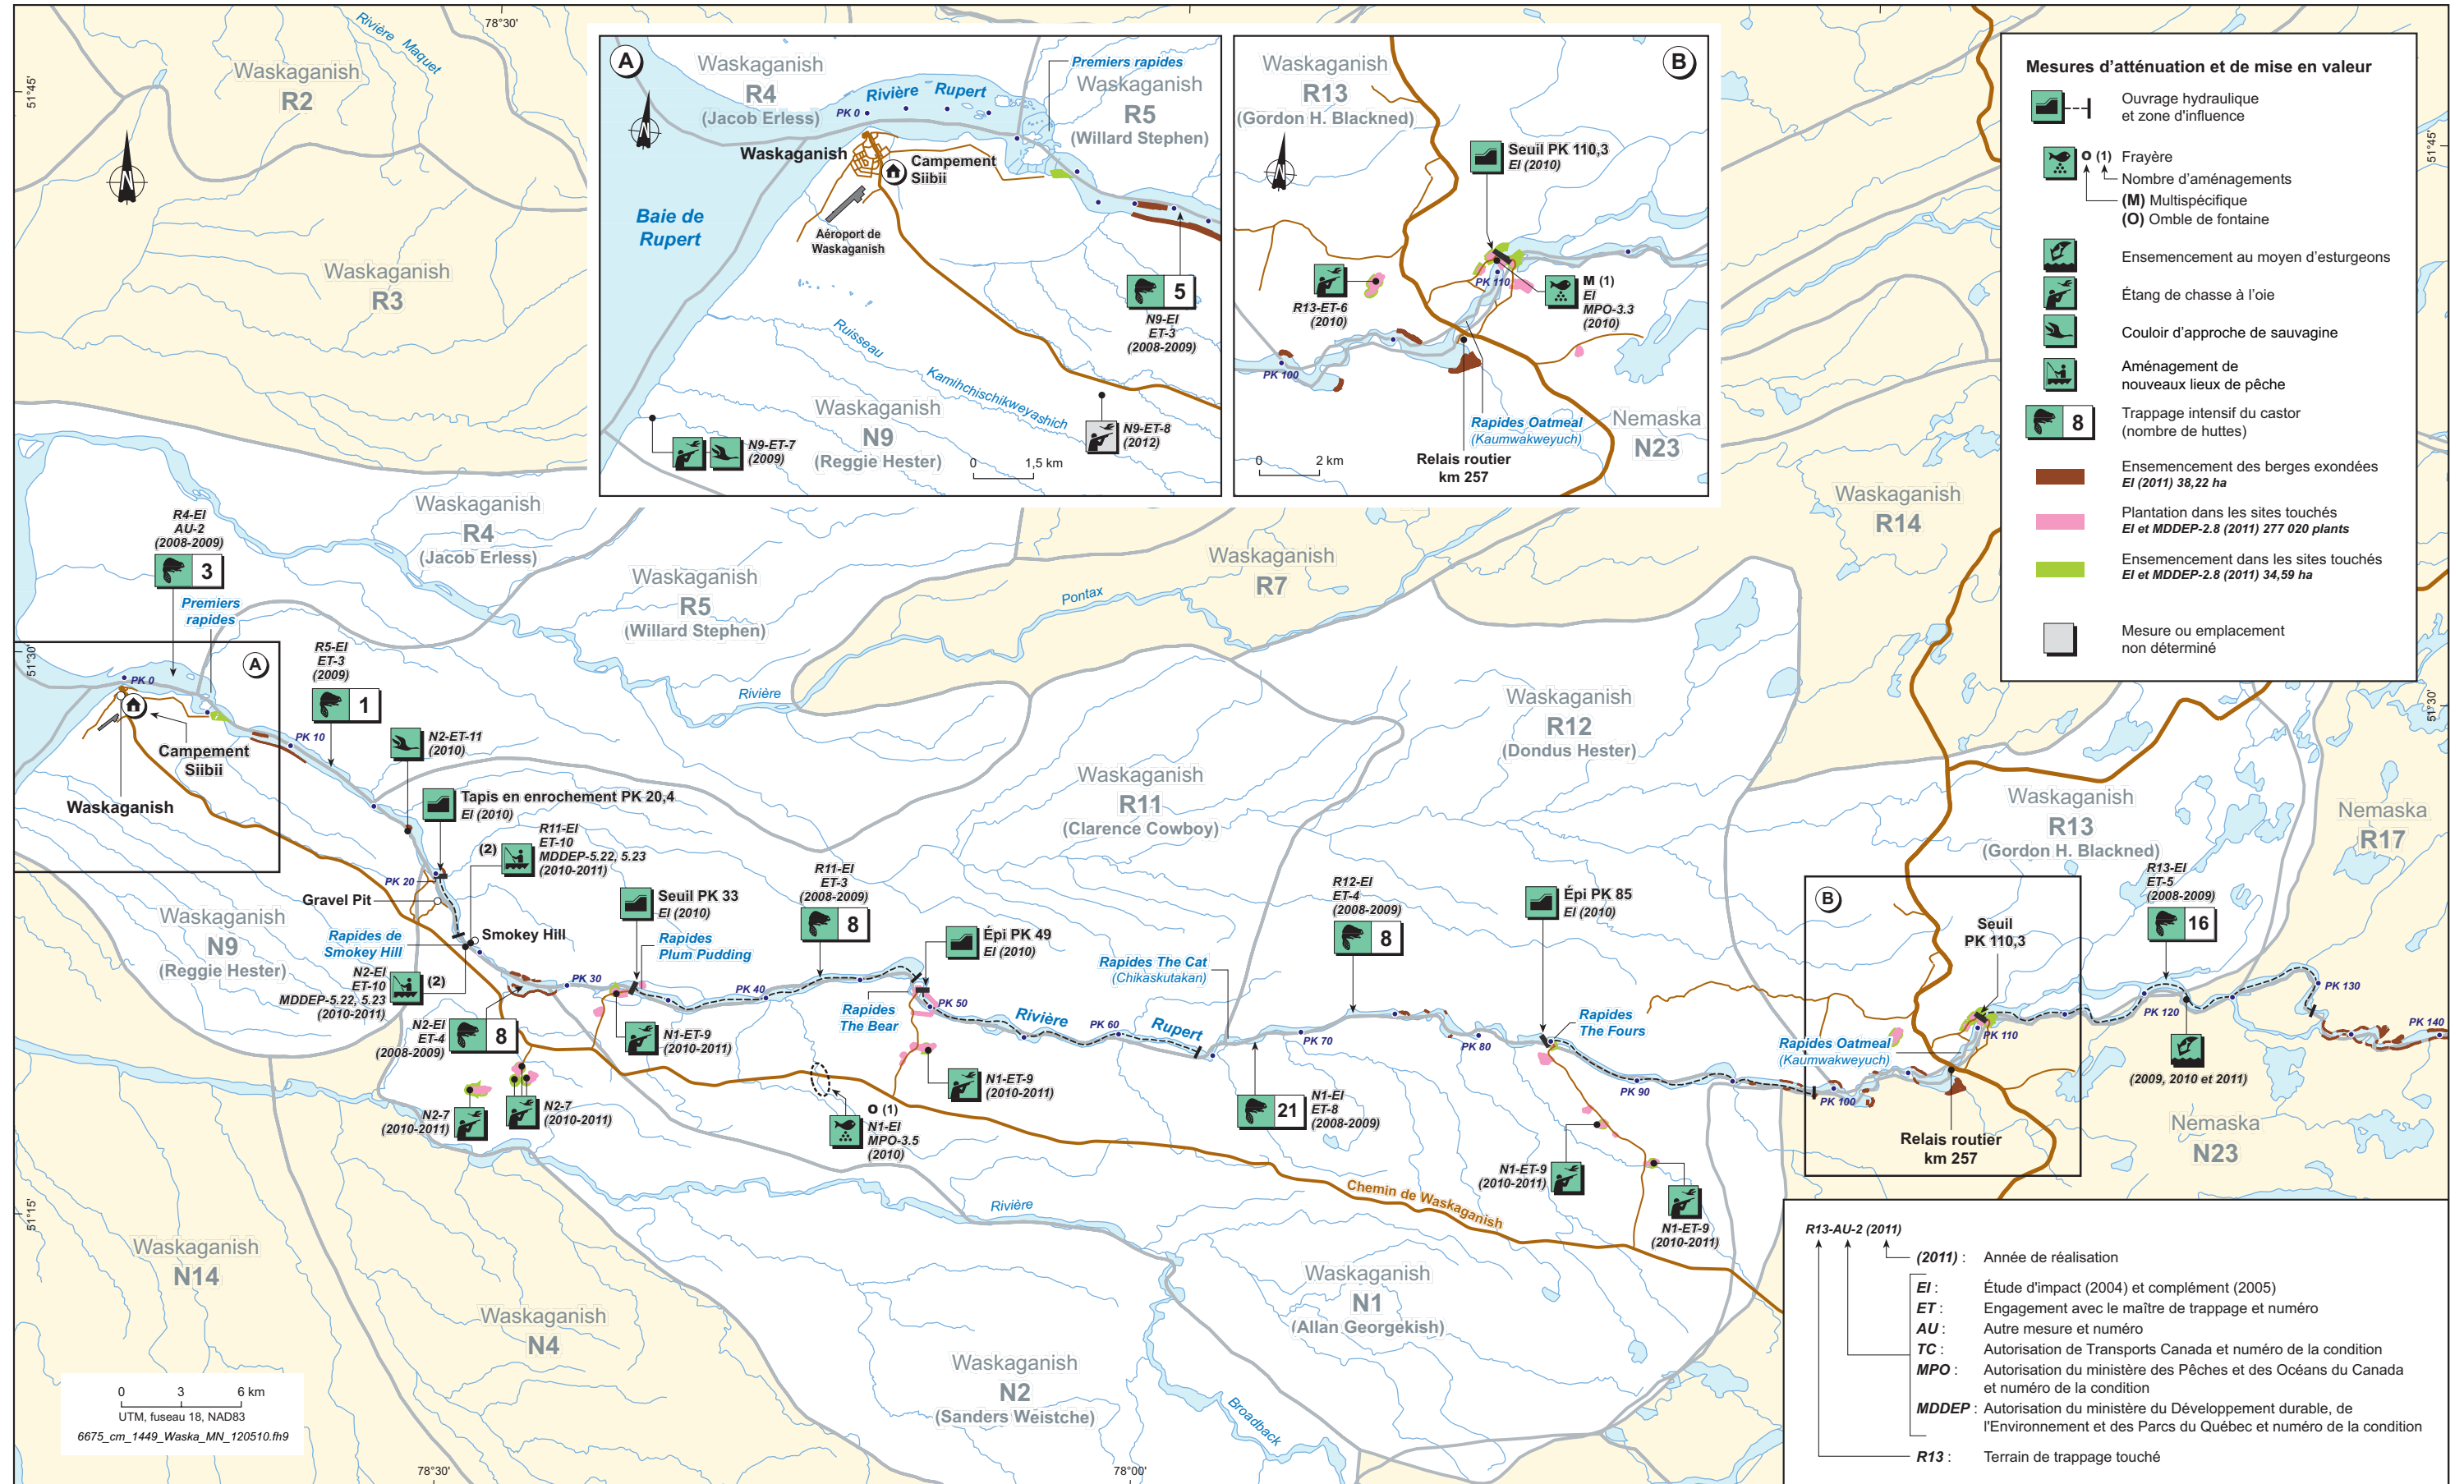 78°30'
51°45'
51°45'
51°30'
51°30'
51°15'
78°30'
78°00'
Rivière Maquet
Waskaganish
R2
Waskaganish
R3
A
Waskaganish
R4
(Jacob Erless)
Rivière Rupert
PK 0
Premiers rapides
Waskaganish
R5
(Willard Stephen)
Waskaganish
Campement
Siibii
Baie de
Rupert
Aéroport de
Waskaganish
5
N9-EI
ET-3
(2008-2009)
Ruisseau
Kamihchischikweyashich
Waskaganish
N9
(Reggie Hester)
N9-ET-7
(2009)
N9-ET-8
(2012)
0 1,5 km
B
Waskaganish
R13
(Gordon H. Blackned)
Seuil PK 110,3
EI (2010)
R13-ET-6
(2010)
PK 110
M (1)
EI
MPO-3.3
(2010)
PK 100
Rapides Oatmeal
(Kaumwakweyuch)
Nemaska
N23
Relais routier
km 257
0 2 km
Mesures d'atténuation et de mise en valeur
Ouvrage hydraulique
et zone d'influence
O (1) Frayère
Nombre d'aménagements
(M) Multispécifique
(O) Omble de fontaine
Ensemencement au moyen d'esturgeons
Étang de chasse à l'oie
Couloir d'approche de sauvagine
Aménagement de
nouveaux lieux de pêche
8
Trappage intensif du castor
(nombre de huttes)
Ensemencement des berges exondées
EI (2011) 38,22 ha
Plantation dans les sites touchés
EI et MDDEP-2.8 (2011) 277 020 plants
Ensemencement dans les sites touchés
EI et MDDEP-2.8 (2011) 34,59 ha
Mesure ou emplacement
non déterminé
Waskaganish
R14
R4-EI
AU-2
(2008-2009)
3
Premiers
rapides
Waskaganish
R4
(Jacob Erless)
Waskaganish
R5
(Willard Stephen)
Waskaganish
R7
Pontax
Rivière
A
PK 0
R5-EI
ET-3
(2009)
1
PK 10
Campement
Siibii
Waskaganish
N2-ET-11
(2010)
Tapis en enrochement PK 20,4
EI (2010)
(2)
R11-EI
ET-10
MDDEP-5.22, 5.23
(2010-2011)
PK 20
Gravel Pit
Rapides de
Smokey Hill
Smokey Hill
Waskaganish
N9
(Reggie Hester)
N2-EI
ET-10
MDDEP-5.22, 5.23
(2010-2011)
(2)
N2-EI
ET-4
(2008-2009)
8
PK 30
Seuil PK 33
EI (2010)
Rapides
Plum Pudding
N1-ET-9
(2010-2011)
N2-7
(2010-2011)
N2-7
(2010-2011)
PK 40
R11-EI
ET-3
(2008-2009)
8
Épi PK 49
EI (2010)
Rapides
The Bear
PK 50
N1-ET-9
(2010-2011)
O (1)
N1-EI
MPO-3.5
(2010)
Waskaganish
R11
(Clarence Cowboy)
Rapides The Cat
(Chikaskutakan)
Rivière Rupert
PK 60
PK 70
21
N1-EI
ET-8
(2008-2009)
Waskaganish
R12
(Dondus Hester)
R12-EI
ET-4
(2008-2009)
8
PK 80
Épi PK 85
EI (2010)
Rapides
The Fours
PK 90
N1-ET-9
(2010-2011)
N1-ET-9
(2010-2011)
Waskaganish
R13
(Gordon H. Blackned)
Nemaska
R17
B
Seuil
PK 110,3
Rapides Oatmeal
(Kaumwakweyuch)
PK 100
PK 110
Relais routier
km 257
R13-EI
ET-5
(2008-2009)
16
PK 120
PK 130
PK 140
(2009, 2010 et 2011)
Nemaska
N23
Chemin de Waskaganish
Rivière
Broadback
Waskaganish
N14
Waskaganish
N4
Waskaganish
N2
(Sanders Weistche)
Waskaganish
N1
(Allan Georgekish)
0 3 6 km
UTM, fuseau 18, NAD83
6675_cm_1449_Waska_MN_120510.fh9
R13-AU-2 (2011)
(2011) : Année de réalisation
EI : Étude d'impact (2004) et complément (2005)
ET : Engagement avec le maître de trappage et numéro
AU : Autre mesure et numéro
TC : Autorisation de Transports Canada et numéro de la condition
MPO : Autorisation du ministère des Pêches et des Océans du Canada
et numéro de la condition
MDDEP : Autorisation du ministère du Développement durable, de
l'Environnement et des Parcs du Québec et numéro de la condition
R13 : Terrain de trappage touché